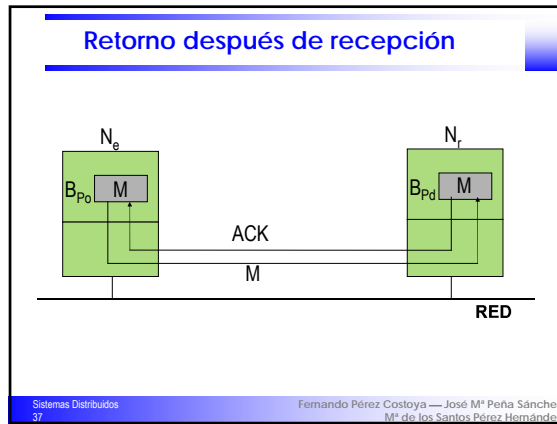 Retorno después de recepción
Ne
Nr
BPo M
BPd M
ACK
M
RED
Sistemas Distribuidos
37
Fernando Pérez Costoya — José Mª Peña Sánche
Mª de los Santos Pérez Hernánde